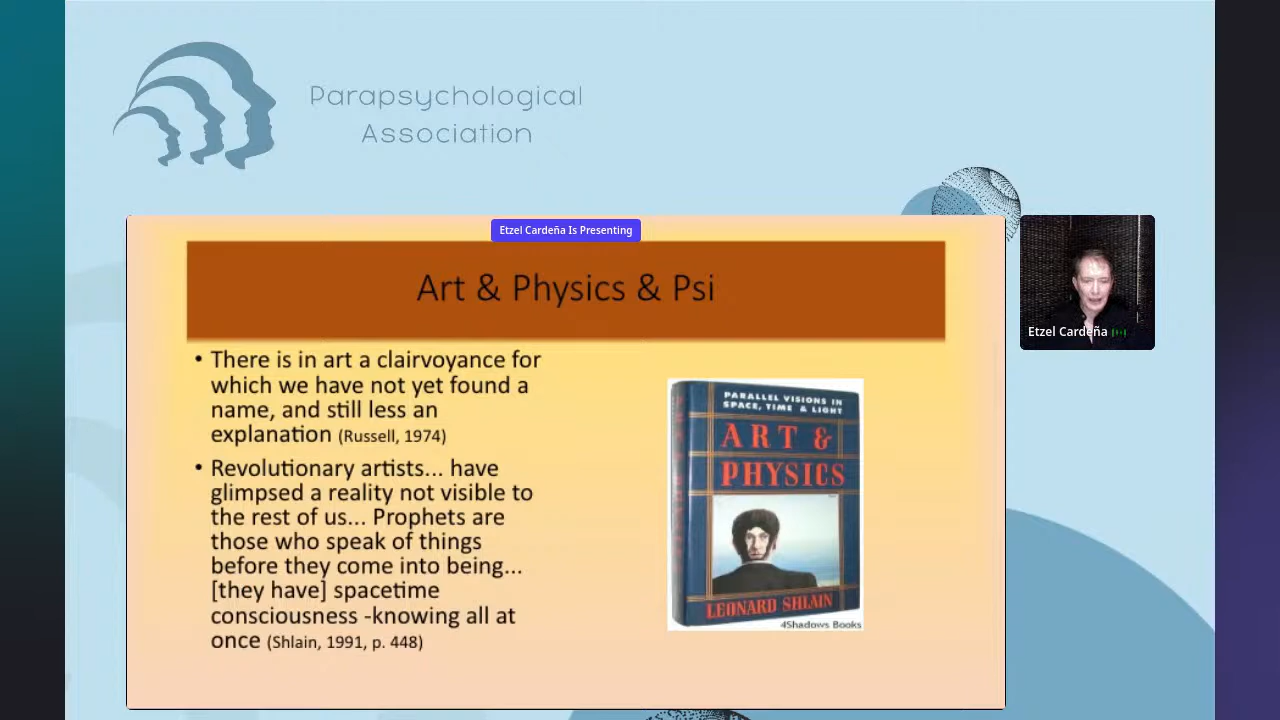 Parapsychological
Association
Etzel Cardeña Is Presenting
Art & Physics & Psi
• There is in art a clairvoyance for
which we have not yet found a
name, and still less an
explanation (Russell, 1974)
• Revolutionary artists... have
glimpsed a reality not visible to
the rest of us... Prophets are
those who speak of things
before they come into being...
[they have] spacetime
consciousness -knowing all at
once (Shlain, 1991, p. 448)
PARALLEL VISIONS IN
SPACE, TIME & LIGHT
ART &
PHYSICS
LEONARD SHLAIN
4Shadows Books
Etzel Cardeña